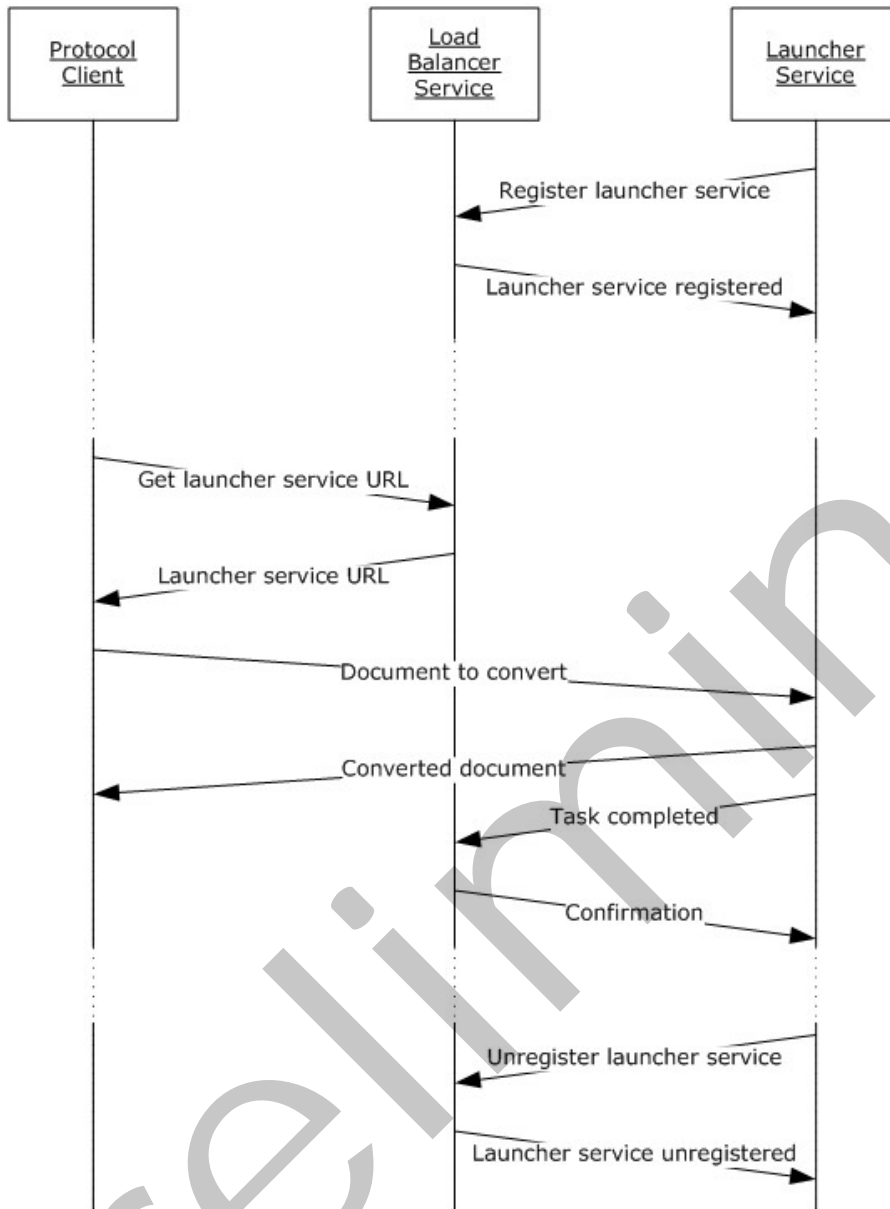 Protocol
Client
Load
Balancer
Service
Launcher
Service
Register launcher service
Launcher service registered
Get launcher service URL
Launcher service URL
Document to convert
Converted document
Task completed
Confirmation
Unregister launcher service
Launcher service unregistered
elimin